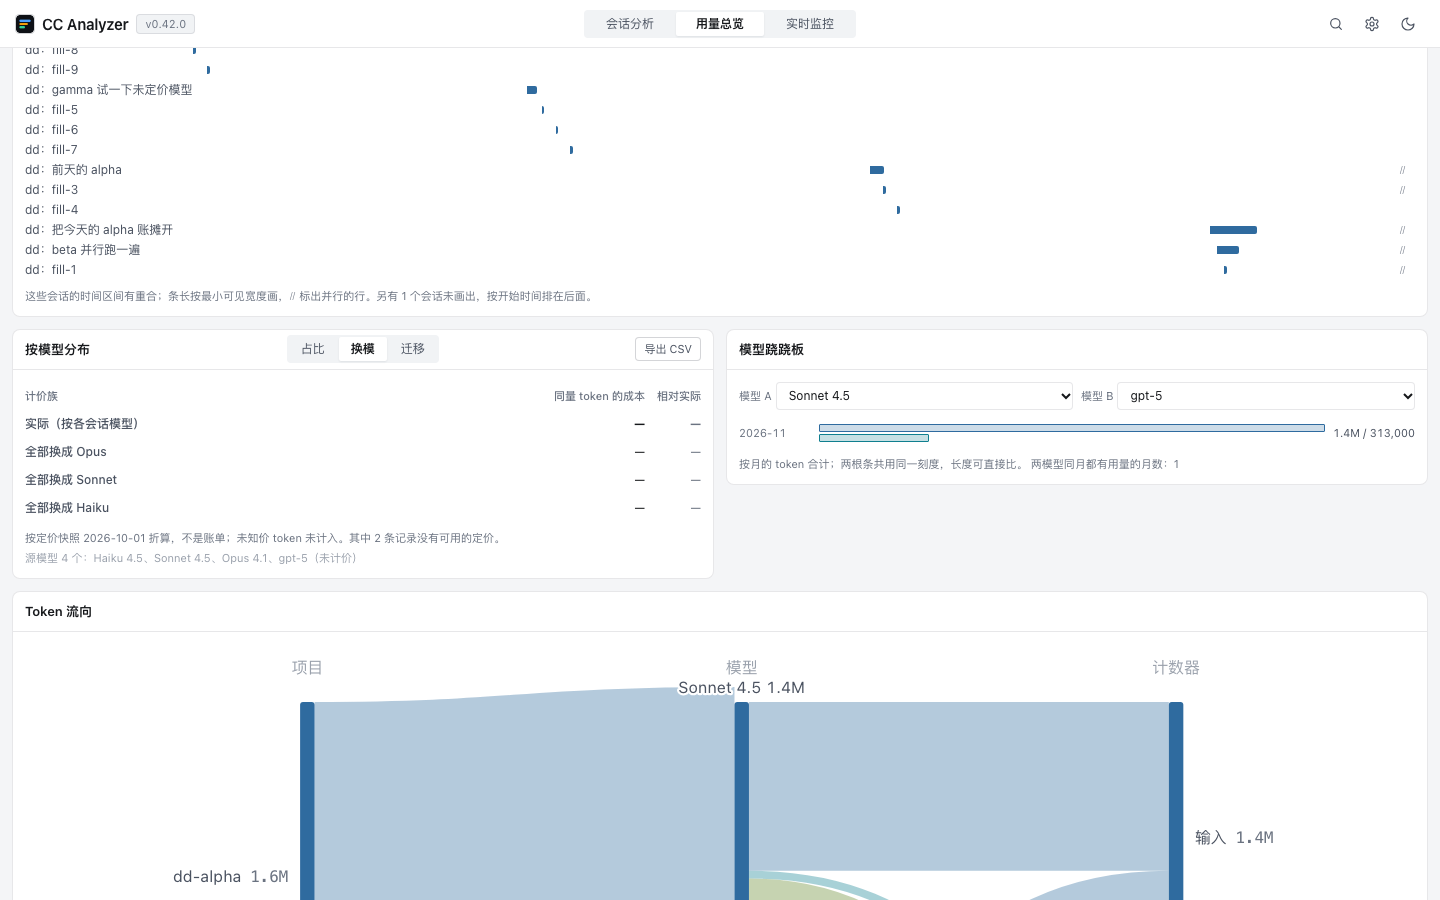 CC Analyzer v0.42.0 会话分析 用量总览 实时监控
dd: fill-8
dd: fill-9
dd: gamma 试一下未定价模型
dd: fill-5
dd: fill-6
dd: fill-7
dd: 前天的 alpha //
dd: fill-3 //
dd: fill-4
dd: 把今天的 alpha 账摊开 //
dd: beta 并行跑一遍 //
dd: fill-1 //
这些会话的时间区间有重合；条长按最小可见宽度画，// 标出并行的行。另有 1 个会话未画出，按开始时间排在后面。
按模型分布 占比 换模 迁移 导出 CSV
计价族 同量 token 的成本 相对实际
实际（按各会话模型） — —
全部换成 Opus — —
全部换成 Sonnet — —
全部换成 Haiku — —
按定价快照 2026-10-01 折算，不是账单；未知价 token 未计入。其中 2 条记录没有可用的定价。
源模型 4 个：Haiku 4.5、Sonnet 4.5、Opus 4.1、gpt-5（未计价）
模型跷跷板
模型 A Sonnet 4.5 模型 B gpt-5
2026-11 1.4M / 313,000
按月的 token 合计；两根条共用同一刻度，长度可直接比。 两模型同月都有用量的月数：1
Token 流向
项目 模型 计数器
Sonnet 4.5 1.4M
输入 1.4M
dd-alpha 1.6M